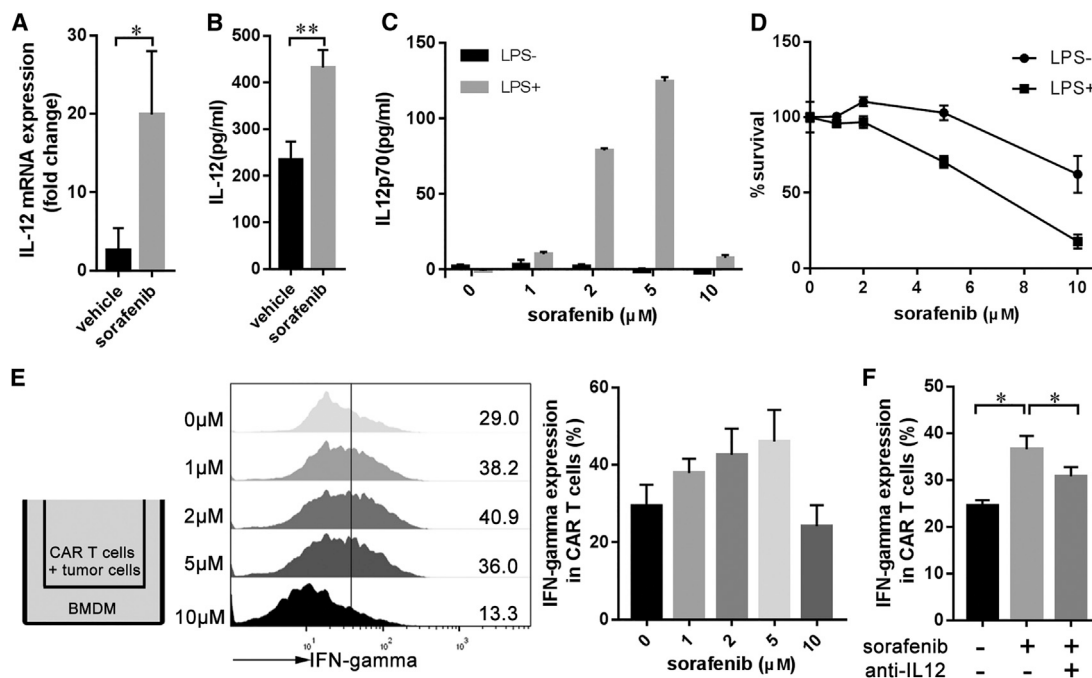 A
IL-12 mRNA expression
(fold change)
30
20
10
0
*
vehicle
sorafenib
B
IL-12(pg/ml)
500
400
300
200
100
0
**
vehicle
sorafenib
C
IL12p70(pg/ml)
150
100
50
0
LPS-
LPS+
0 1 2 5 10
sorafenib (μM)
D
%survival
150
100
50
0
LPS-
LPS+
0 2 4 6 8 10
sorafenib (μM)
E
CAR T cells
+ tumor cells
BMDM
0μM 29.0
1μM 38.2
2μM 40.9
5μM 36.0
10μM 13.3
10¹ 10² 10³
IFN-gamma
IFN-gamma expression
in CAR T cells (%)
60
40
20
0
0 1 2 5 10
sorafenib (μM)
F
IFN-gamma expression
in CAR T cells (%)
50
40
30
20
10
0
* *
sorafenib - + +
anti-IL12 - - +